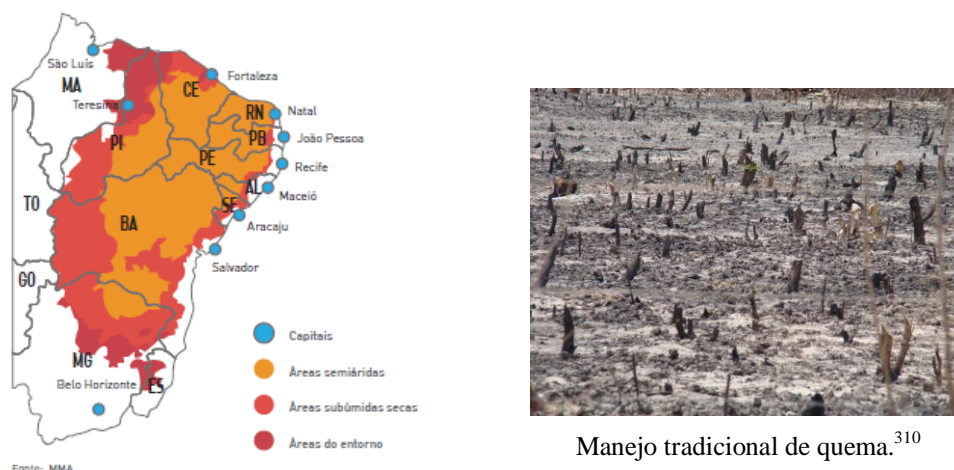 São Luís
MA
Fortaleza
CE
Teresina
RN
Natal
PB
João Pessoa
PI
PE
Recife
TO
AL
Maceió
SE
BA
Aracaju
Salvador
GO
Capitais
Áreas semiáridas
MG
Belo Horizonte
ES
Áreas subúmidas secas
Áreas do entorno
Fonte: MMA
Manejo tradicional de quema.310